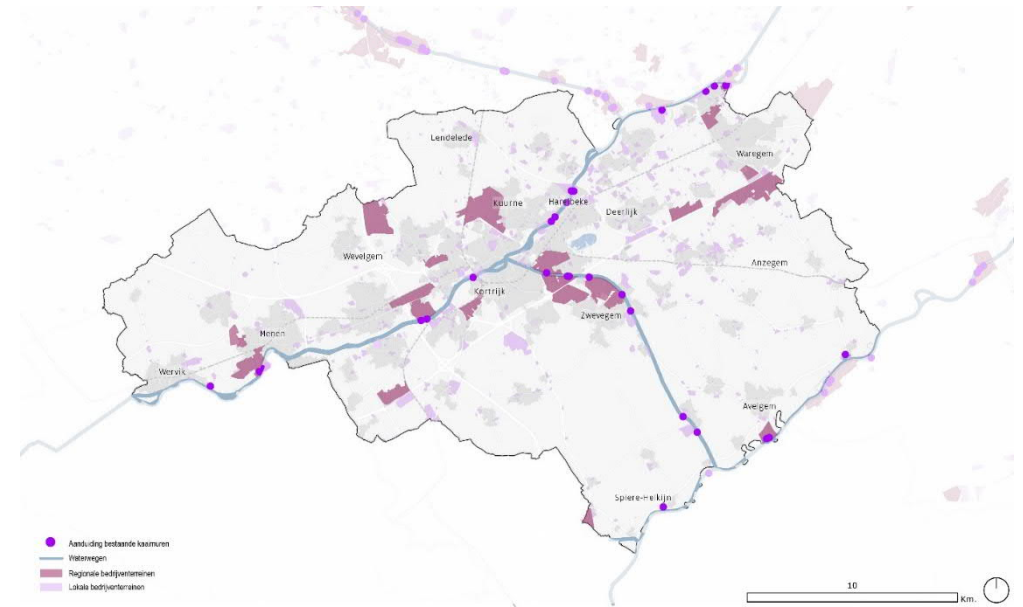 Lendelede
Waregem
Kuurne
Harelbeke
Deerlijk
Wevelgem
Anzegem
Kortrijk
Zwevegem
Menen
Wervik
Avelgem
Spiere-Helkijn
Aanduiding bestaande kaaimuren
Waterwegen
Regionale bedrijventerreinen
Lokale bedrijventerreinen
10
Km.